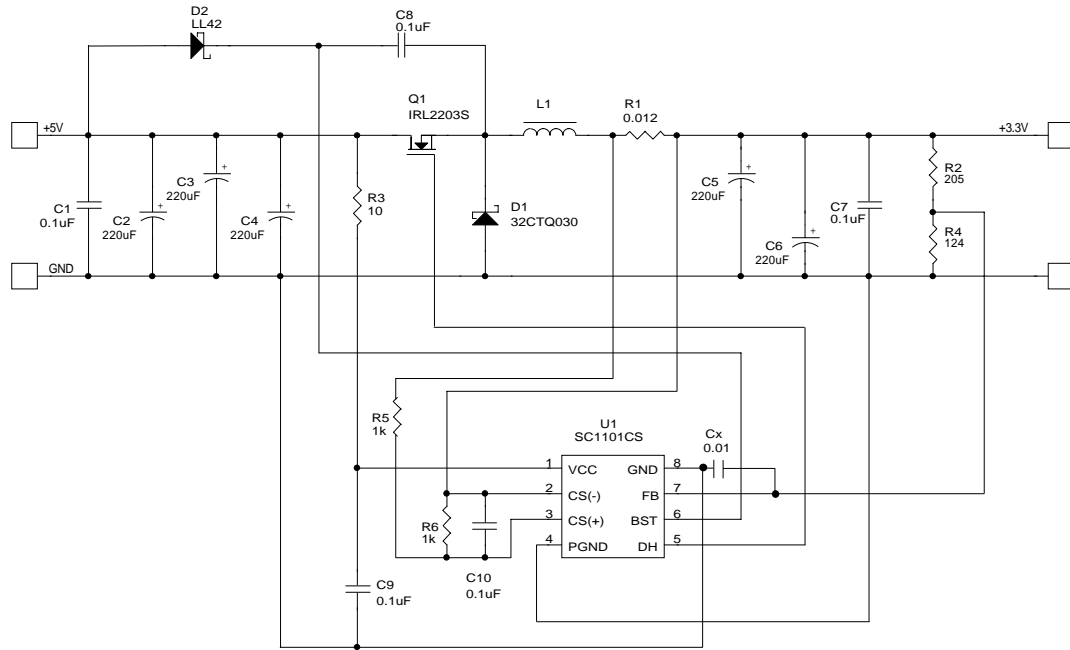 D2
LL42
C8
0.1uF
Q1
IRL2203S
L1
R1
0.012
+5V
+3.3V
C1
0.1uF
C2
220uF
C3
220uF
C4
220uF
R3
10
D1
32CTQ030
C5
220uF
C6
220uF
C7
0.1uF
R2
205
R4
124
GND
R5
1k
U1
SC1101CS
Cx
0.01
1
VCC
GND
8
2
CS(-)
FB
7
3
CS(+)
BST
6
4
PGND
DH
5
R6
1k
C9
0.1uF
C10
0.1uF
+
+
+
+
+